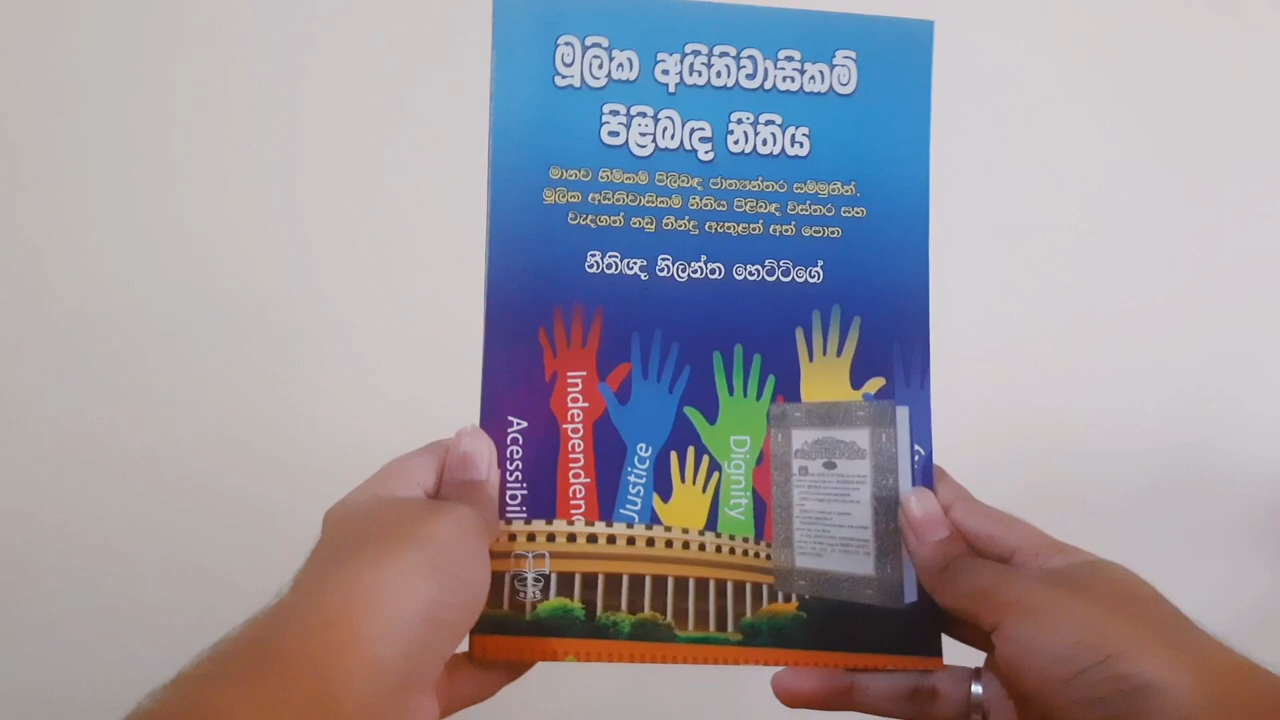 මූලික අයිතිවාසිකම්
පිළිබඳ නීතිය
මානව හිමිකම් පිලිබඳ ජාත්‍යන්තර සම්මුතීන්,
මූලික අයිතිවාසිකම් නීතිය පිළිබඳ විස්තර සහ
වැදගත් නඩු තීන්දු ඇතුළත් අත් පොත
නීතිඥ නිලන්ත හෙට්ටිගේ
Acessibil
Independenc
Justice
Dignity